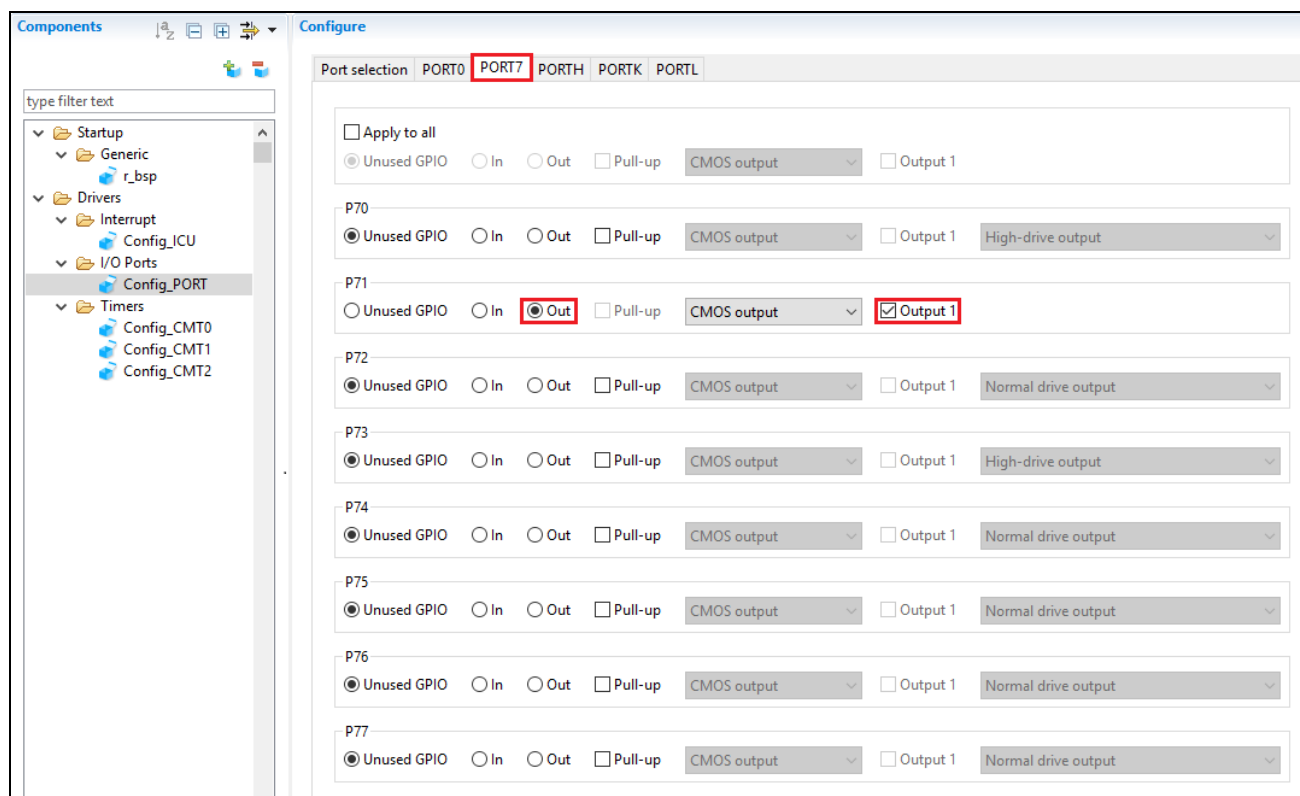 Components
Configure
Port selection PORT0 PORT7 PORTH PORTK PORTL
type filter text
Startup
Generic
r_bsp
Drivers
Interrupt
Config_ICU
I/O Ports
Config_PORT
Timers
Config_CMT0
Config_CMT1
Config_CMT2
Apply to all
Unused GPIO In Out Pull-up CMOS output Output 1
P70
Unused GPIO In Out Pull-up CMOS output Output 1 High-drive output
P71
Unused GPIO In Out Pull-up CMOS output Output 1
P72
Unused GPIO In Out Pull-up CMOS output Output 1 Normal drive output
P73
Unused GPIO In Out Pull-up CMOS output Output 1 High-drive output
P74
Unused GPIO In Out Pull-up CMOS output Output 1 Normal drive output
P75
Unused GPIO In Out Pull-up CMOS output Output 1 Normal drive output
P76
Unused GPIO In Out Pull-up CMOS output Output 1 Normal drive output
P77
Unused GPIO In Out Pull-up CMOS output Output 1 Normal drive output